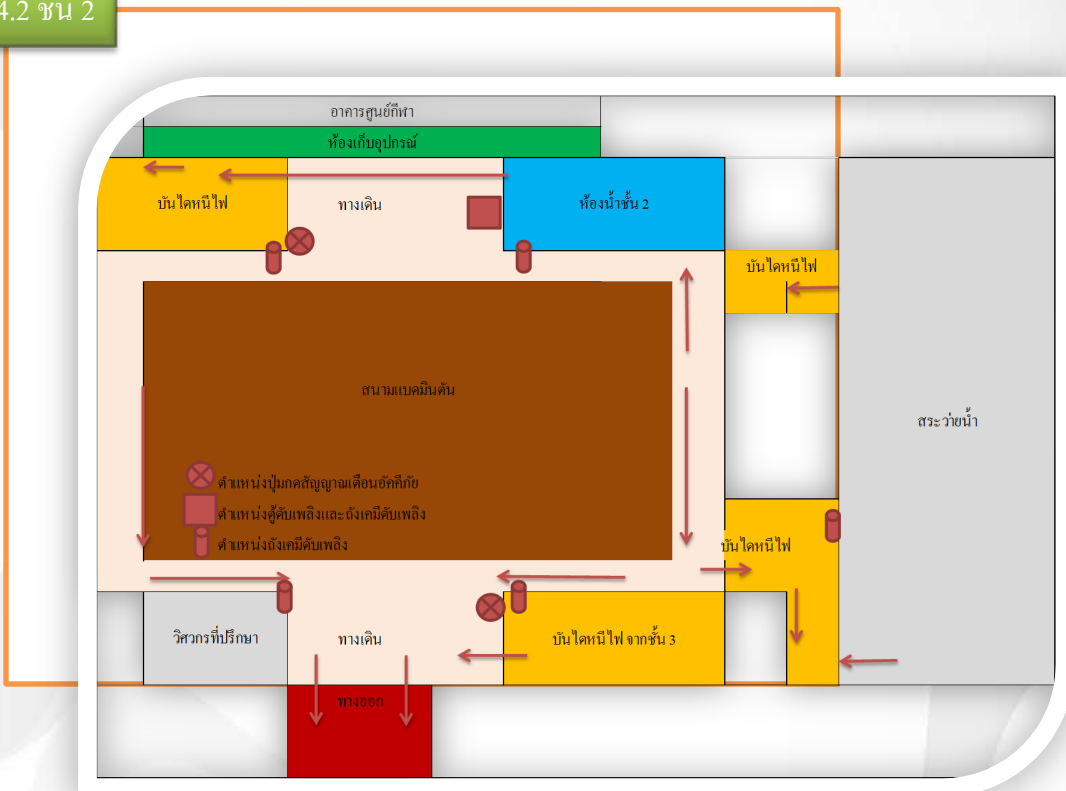 4.2 ชั้น 2
อาคารศูนย์กีฬา
ห้องเก็บอุปกรณ์
บันไดหนีไฟ
ทางเดิน
ห้องน้ำชั้น 2
บันไดหนีไฟ
สนามแบดมินตัน
สระว่ายน้ำ
ตำแหน่งปุ่มกดสัญญาณเตือนอัคคีภัย
ตำแหน่งตู้ดับเพลิงและถังเคมีดับเพลิง
ตำแหน่งถังเคมีดับเพลิง
บันไดหนีไฟ
วิศวกรที่ปรึกษา
ทางเดิน
บันไดหนีไฟ จากชั้น 3
ทางออก